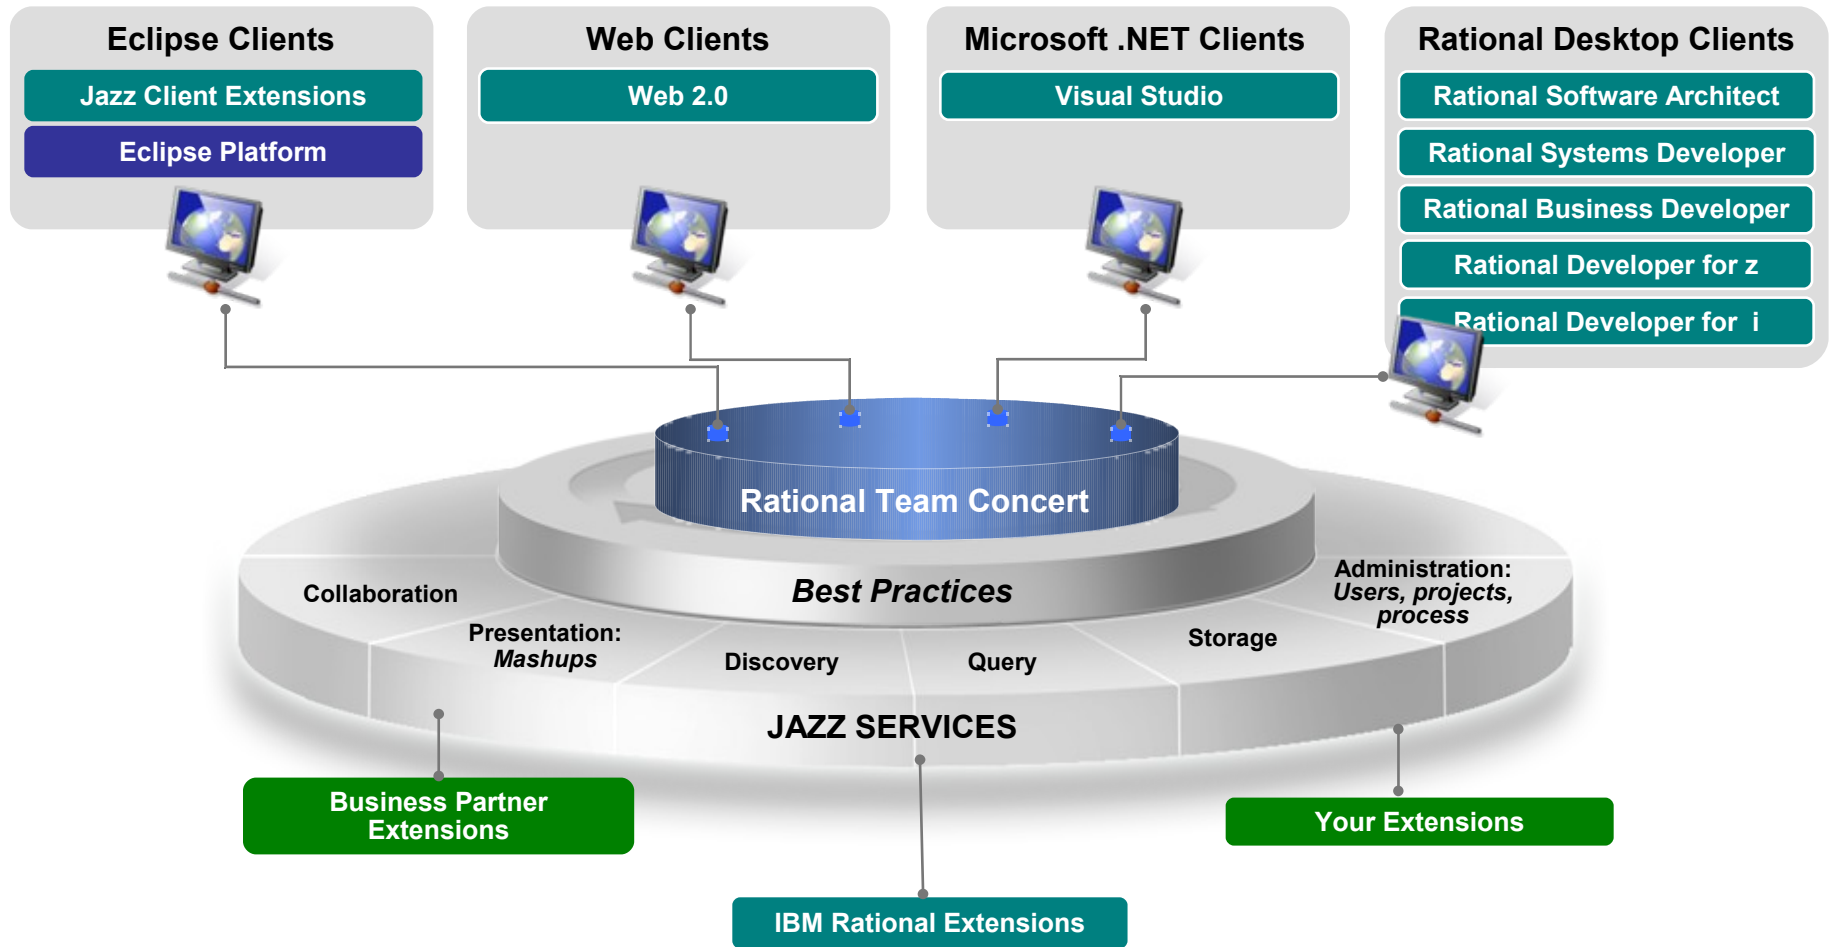 Eclipse Clients
Jazz Client Extensions
Eclipse Platform
Web Clients
Web 2.0
Microsoft .NET Clients
Visual Studio
Rational Desktop Clients
Rational Software Architect
Rational Systems Developer
Rational Business Developer
Rational Developer for z
Rational Developer for i
Rational Team Concert
Best Practices
Collaboration
Presentation:
Mashups
Discovery
Query
Storage
Administration:
Users, projects,
process
JAZZ SERVICES
Business Partner
Extensions
Your Extensions
IBM Rational Extensions